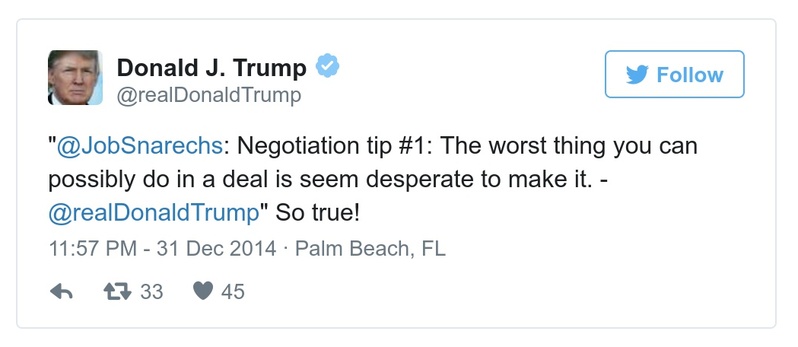 Donald J. Trump
@realDonaldTrump
Follow
"@JobSnarechs: Negotiation tip #1: The worst thing you can
possibly do in a deal is seem desperate to make it. -
@realDonaldTrump" So true!
11:57 PM - 31 Dec 2014 · Palm Beach, FL
33 45